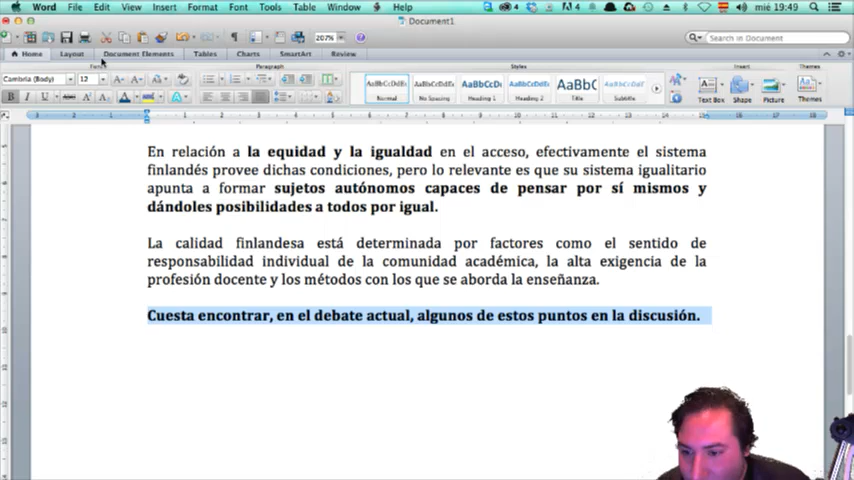 Word File Edit View Insert Format Font Tools Table Window Help mié 19:49
Document1
207% Search in Document
Home Layout Document Elements Tables Charts SmartArt Review
Font Paragraph Styles Insert Themes
Cambria (Body) 12
Normal No Spacing Heading 1 Heading 2 Title Subtitle Text Box Shape Picture Themes
En relación a la equidad y la igualdad en el acceso, efectivamente el sistema
finlandés provee dichas condiciones, pero lo relevante es que su sistema igualitario
apunta a formar sujetos autónomos capaces de pensar por sí mismos y
dándoles posibilidades a todos por igual.
La calidad finlandesa está determinada por factores como el sentido de
responsabilidad individual de la comunidad académica, la alta exigencia de la
profesión docente y los métodos con los que se aborda la enseñanza.
Cuesta encontrar, en el debate actual, algunos de estos puntos en la discusión.